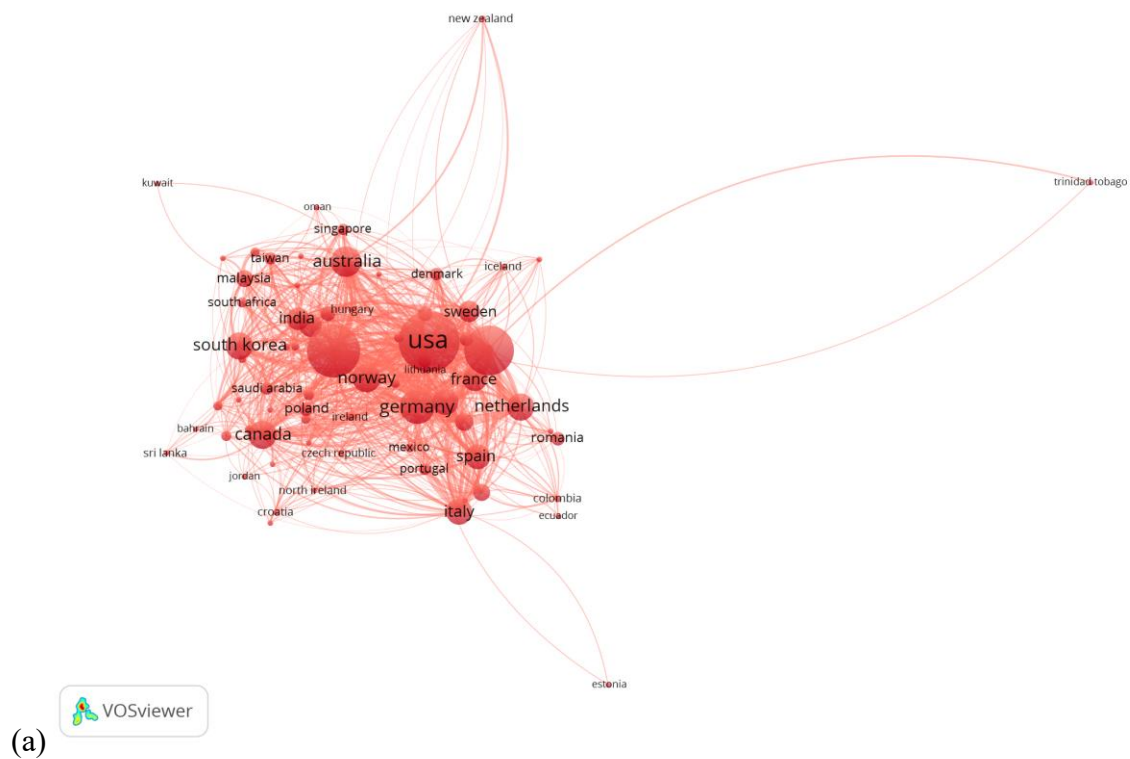 new zealand
kuwait
trinidad tobago
oman
singapore
australia
taiwan
denmark
iceland
malaysia
south africa
hungary
sweden
india
usa
south korea
lithuania
norway
france
saudi arabia
germany
netherlands
poland
ireland
bahrain
canada
romania
mexico
czech republic
sri lanka
spain
portugal
jordan
north ireland
colombia
croatia
italy
ecuador
estonia
VOSviewer
(a)